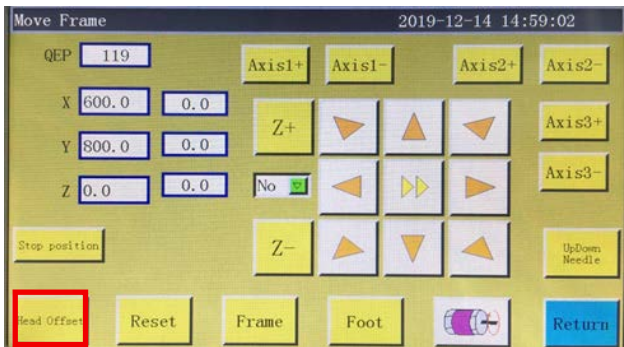 Move Frame 2019-12-14 14:59:02
QEP 119
Axis1+ Axis1- Axis2+ Axis2-
X 600.0 0.0
Z+
Axis3+
Y 800.0 0.0
Z 0.0 0.0
No
Axis3-
Stop position
Z-
UpDown
Needle
Head Offset
Reset
Frame
Foot
Return